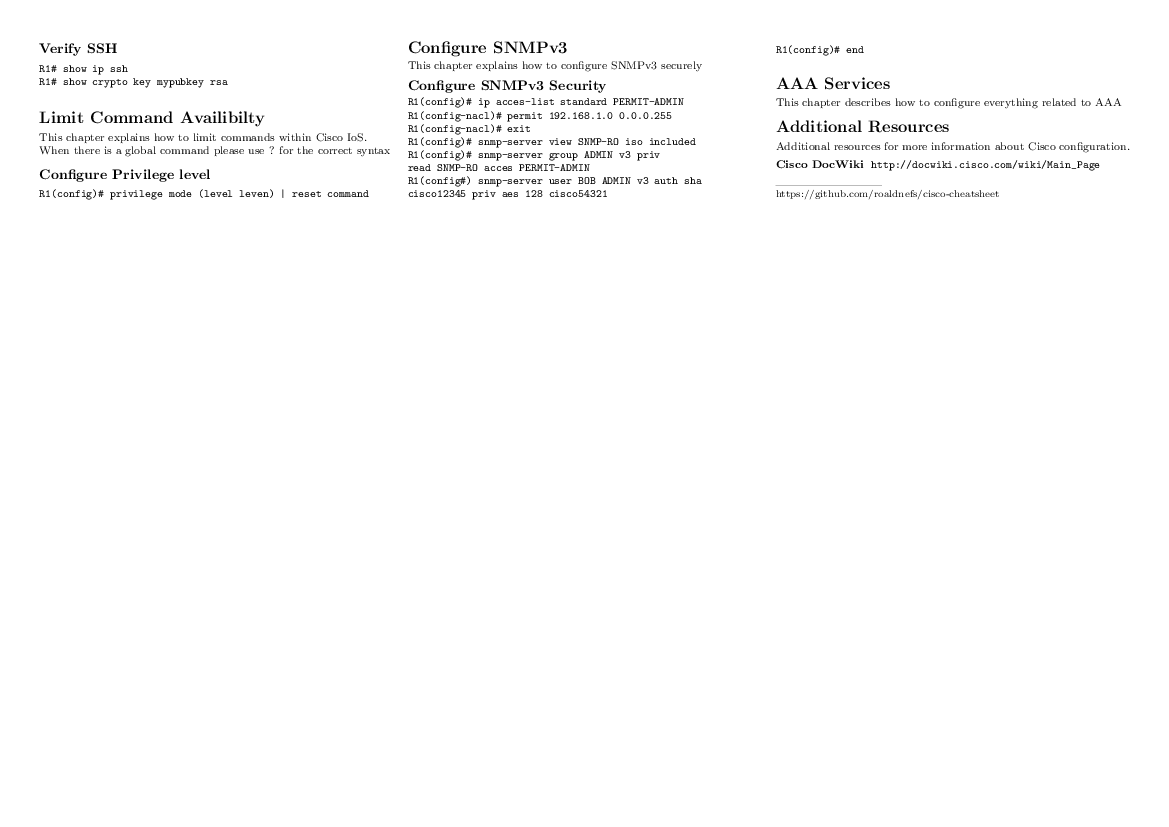 Verify SSH
R1# show ip ssh
R1# show crypto key mypubkey rsa
Limit Command Availibilty
This chapter explains how to limit commands within Cisco IoS.
When there is a global command please use ? for the correct syntax
Configure Privilege level
R1(config)# privilege mode (level leven) | reset command
Configure SNMPv3
This chapter explains how to configure SNMPv3 securely
Configure SNMPv3 Security
R1(config)# ip acces-list standard PERMIT-ADMIN
R1(config-nacl)# permit 192.168.1.0 0.0.0.255
R1(config-nacl)# exit
R1(config)# snmp-server view SNMP-RO iso included
R1(config)# snmp-server group ADMIN v3 priv
read SNMP-RO acces PERMIT-ADMIN
R1(config#) snmp-server user BOB ADMIN v3 auth sha
cisco12345 priv aes 128 cisco54321
R1(config)# end
AAA Services
This chapter describes how to configure everything related to AAA
Additional Resources
Additional resources for more information about Cisco configuration.
Cisco DocWiki http://docwiki.cisco.com/wiki/Main_Page
https://github.com/roaldnefs/cisco-cheatsheet